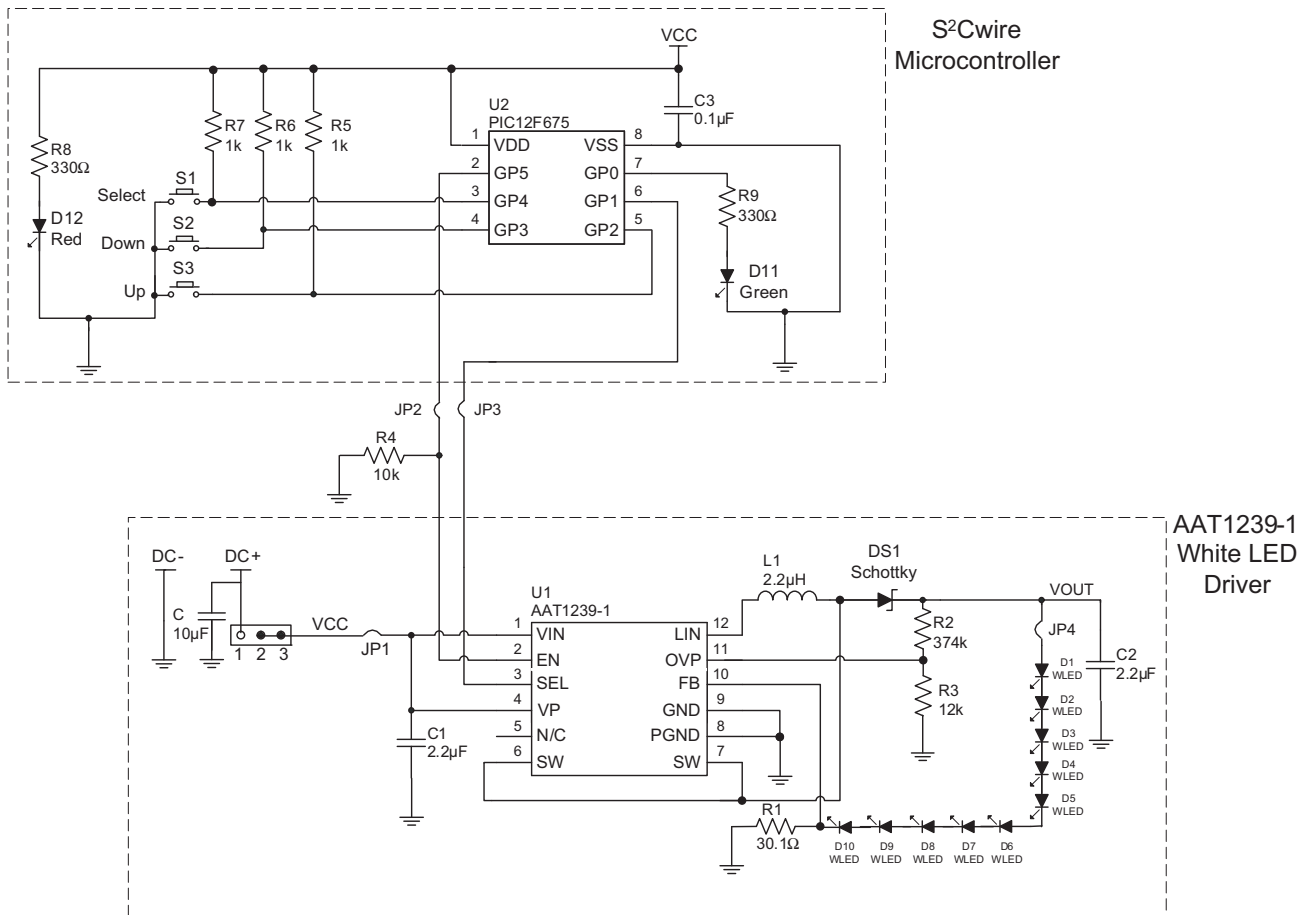 S²Cwire
Microcontroller
VCC
R8
330Ω
R7
1k
R6
1k
R5
1k
U2
PIC12F675
C3
0.1µF
1 VDD VSS 8
2 GP5 GP0 7
3 GP4 GP1 6
4 GP3 GP2 5
R9
330Ω
D12
Red
Select
S1
Down
S2
Up
S3
D11
Green
JP2
JP3
R4
10k
AAT1239-1
White LED
Driver
DC-
DC+
C
10µF
1 2 3
VCC
JP1
C1
2.2µF
U1
AAT1239-1
1 VIN LIN 12
2 EN OVP 11
3 SEL FB 10
4 VP GND 9
5 N/C PGND 8
6 SW SW 7
L1
2.2µH
DS1
Schottky
VOUT
R2
374k
R3
12k
JP4
C2
2.2µF
D1
WLED
D2
WLED
D3
WLED
D4
WLED
D5
WLED
R1
30.1Ω
D10
WLED
D9
WLED
D8
WLED
D7
WLED
D6
WLED